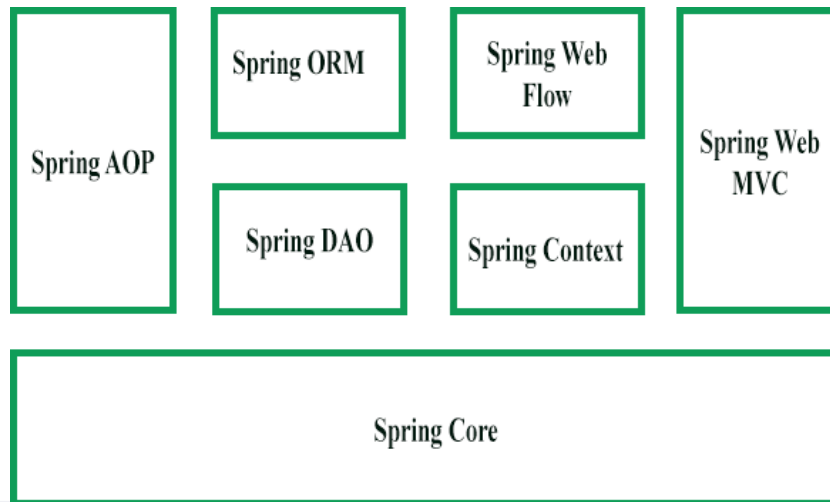 Spring AOP
Spring ORM
Spring Web
Flow
Spring Web
MVC
Spring DAO
Spring Context
Spring Core